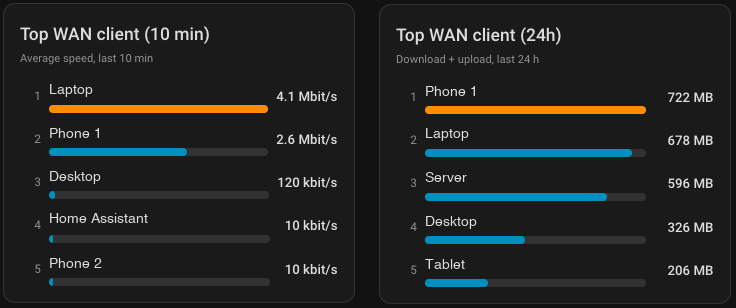 Top WAN client (10 min)
Average speed, last 10 min
1 Laptop 4.1 Mbit/s
2 Phone 1 2.6 Mbit/s
3 Desktop 120 kbit/s
4 Home Assistant 10 kbit/s
5 Phone 2 10 kbit/s
Top WAN client (24h)
Download + upload, last 24 h
1 Phone 1 722 MB
2 Laptop 678 MB
3 Server 596 MB
4 Desktop 326 MB
5 Tablet 206 MB